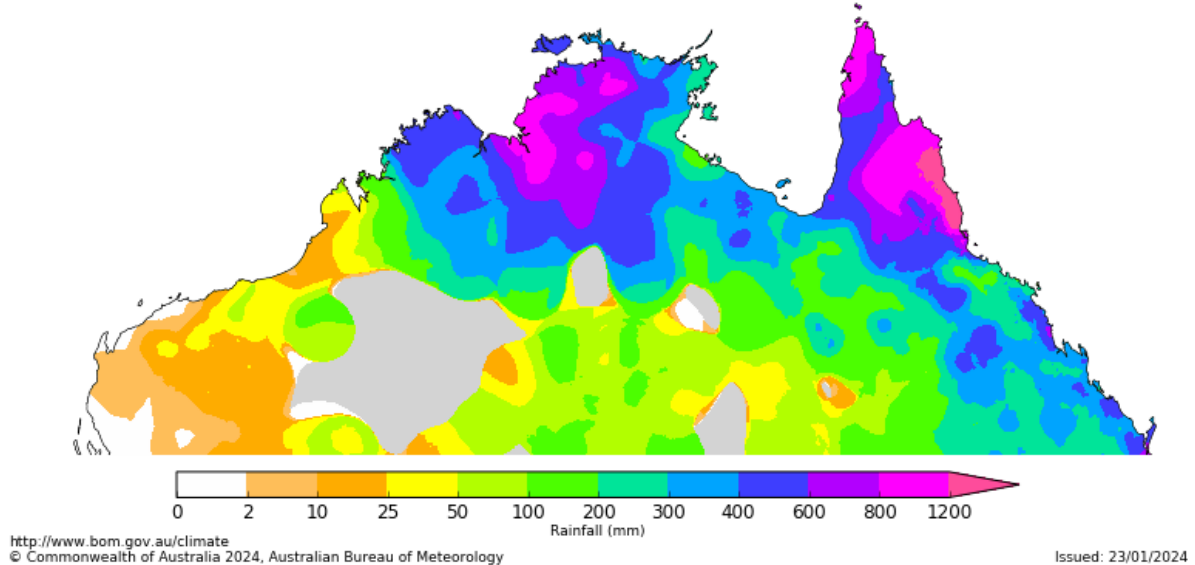 0 2 10 25 50 100 200 300 400 600 800 1200
Rainfall (mm)
http://www.bom.gov.au/climate
© Commonwealth of Australia 2024, Australian Bureau of Meteorology
Issued: 23/01/2024